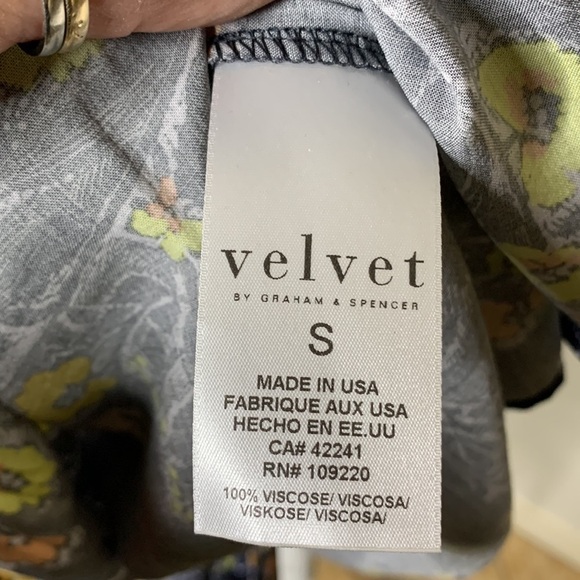 velvet
BY GRAHAM & SPENCER
S
MADE IN USA
FABRIQUE AUX USA
HECHO EN EE.UU
CA# 42241
RN# 109220
100% VISCOSE/ VISCOSA/
VISKOSE/ VISCOSA/